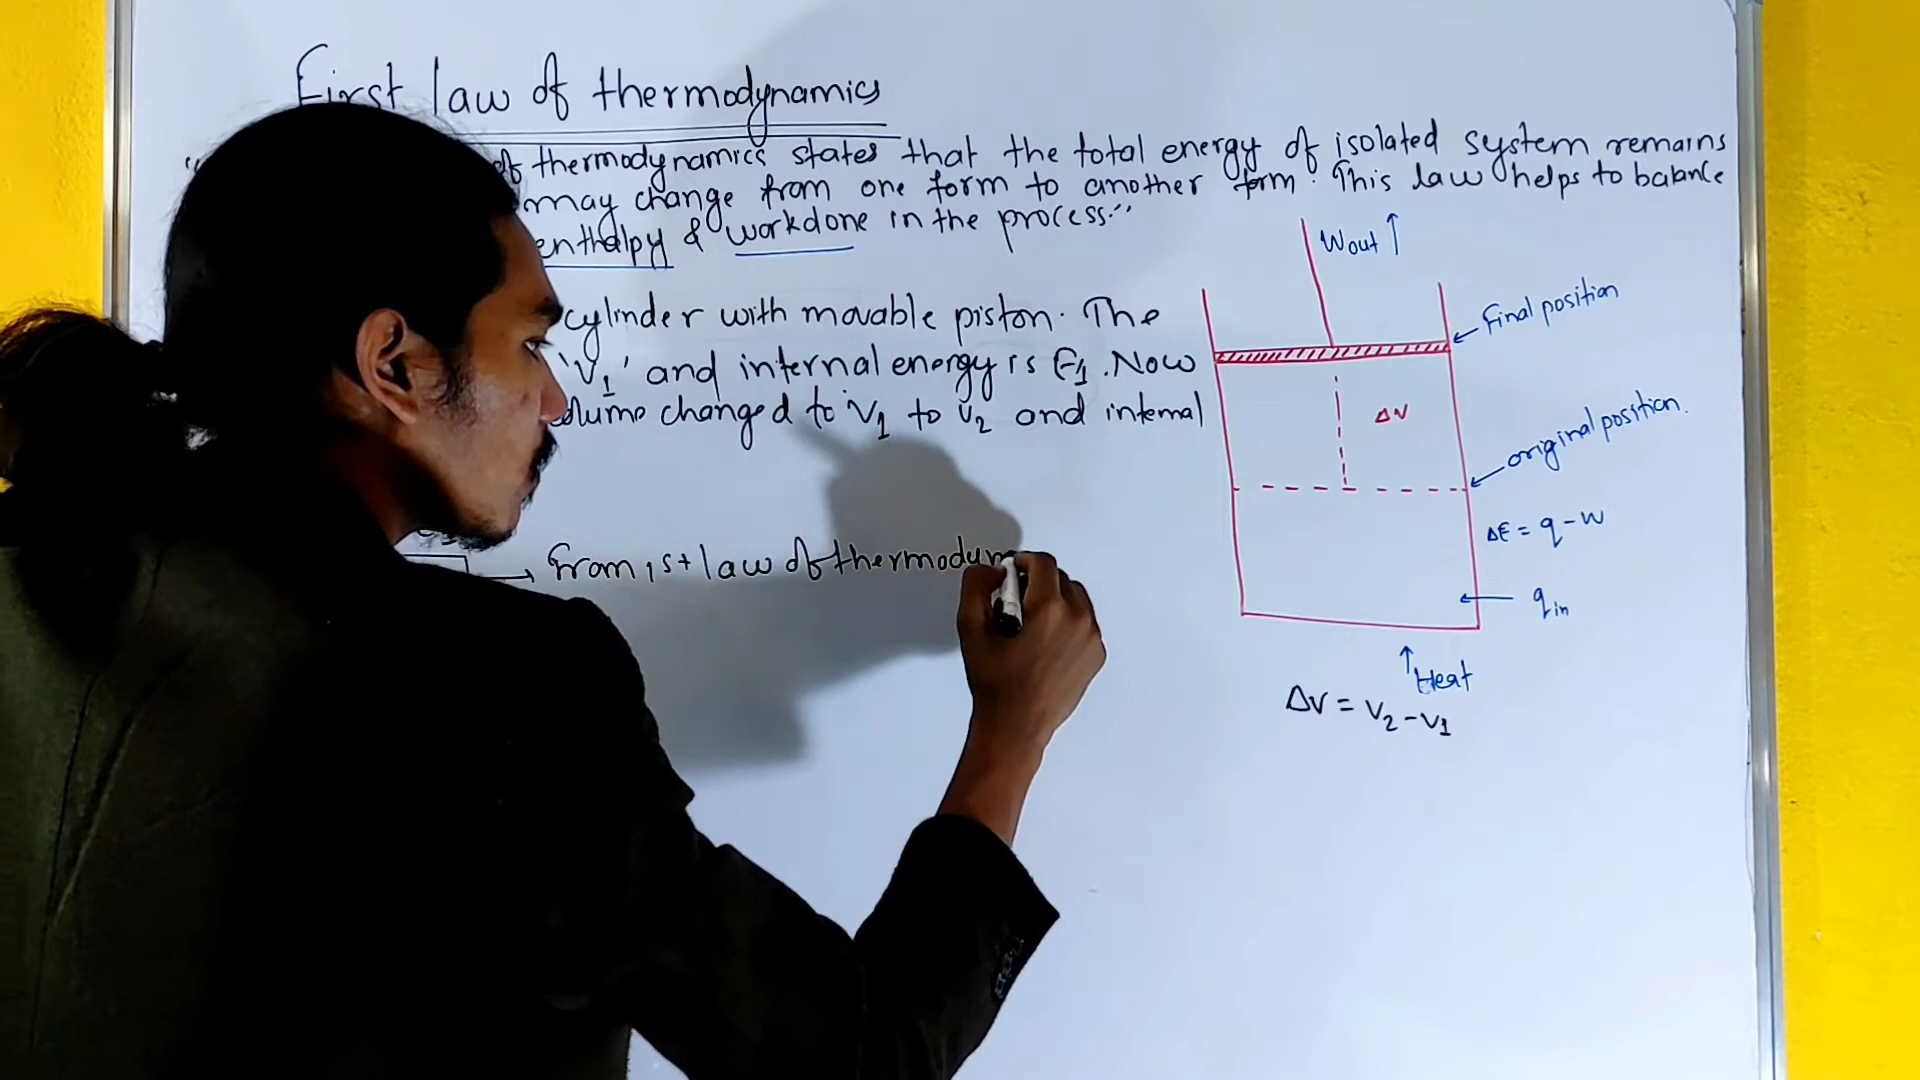 First law of thermodynamics
of thermodynamics states that the total energy of isolated system remains
may change from one form to another form. This law helps to balance
enthalpy & workdone in the process."
cylinder with movable piston. The
'V1' and internal energy is E1. Now
changed to V1 to V2 and internal
→ From 1st law of thermodyn
Wout ↑
Final position
ΔV
original position.
ΔE = q - w
qin
↑ Heat
ΔV = V2 - V1